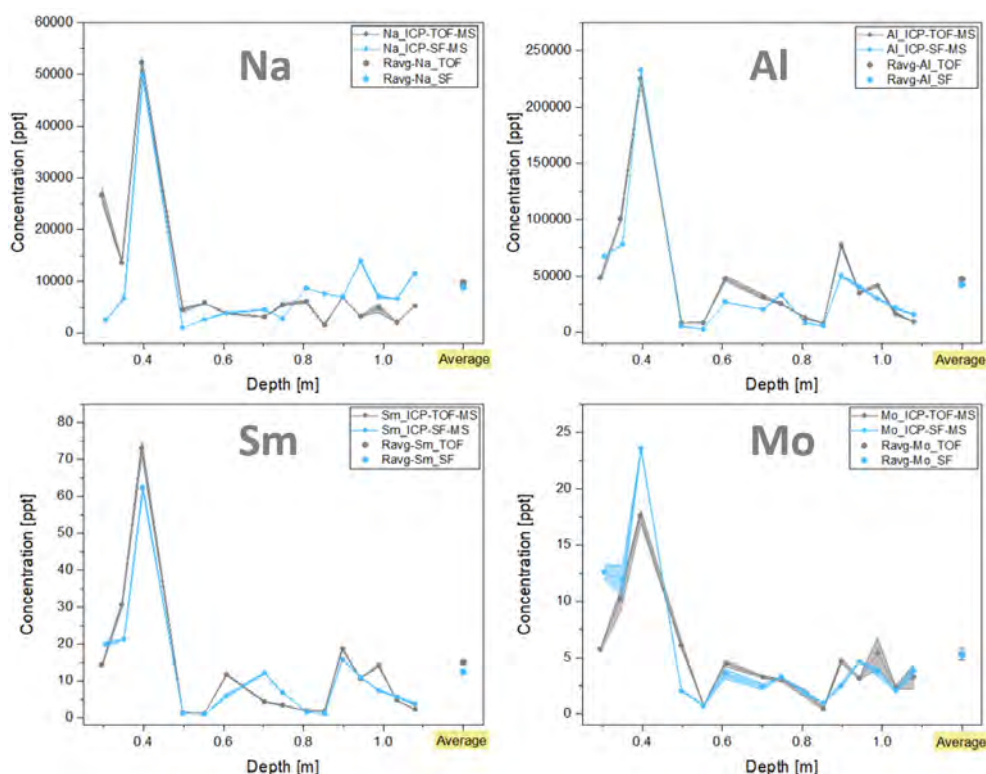 60000
50000
40000
30000
20000
10000
0
Concentration [ppt]
Na
Na_ICP-TOF-MS
Na_ICP-SF-MS
Ravg-Na_TOF
Ravg-Na_SF
0.4
0.6
0.8
1.0
Average
Depth [m]
250000
200000
150000
100000
50000
0
Concentration [ppt]
Al
Al_ICP-TOF-MS
Al_ICP-SF-MS
Ravg-Al_TOF
Ravg-Al_SF
0.4
0.6
0.8
1.0
Average
Depth [m]
80
70
60
50
40
30
20
10
0
Concentration [ppt]
Sm
Sm_ICP-TOF-MS
Sm_ICP-SF-MS
Ravg-Sm_TOF
Ravg-Sm_SF
0.4
0.6
0.8
1.0
Average
Depth [m]
25
20
15
10
5
0
Concentration [ppt]
Mo
Mo_ICP-TOF-MS
Mo_ICP-SF-MS
Ravg-Mo_TOF
Ravg-Mo_SF
0.4
0.6
0.8
1.0
Average
Depth [m]